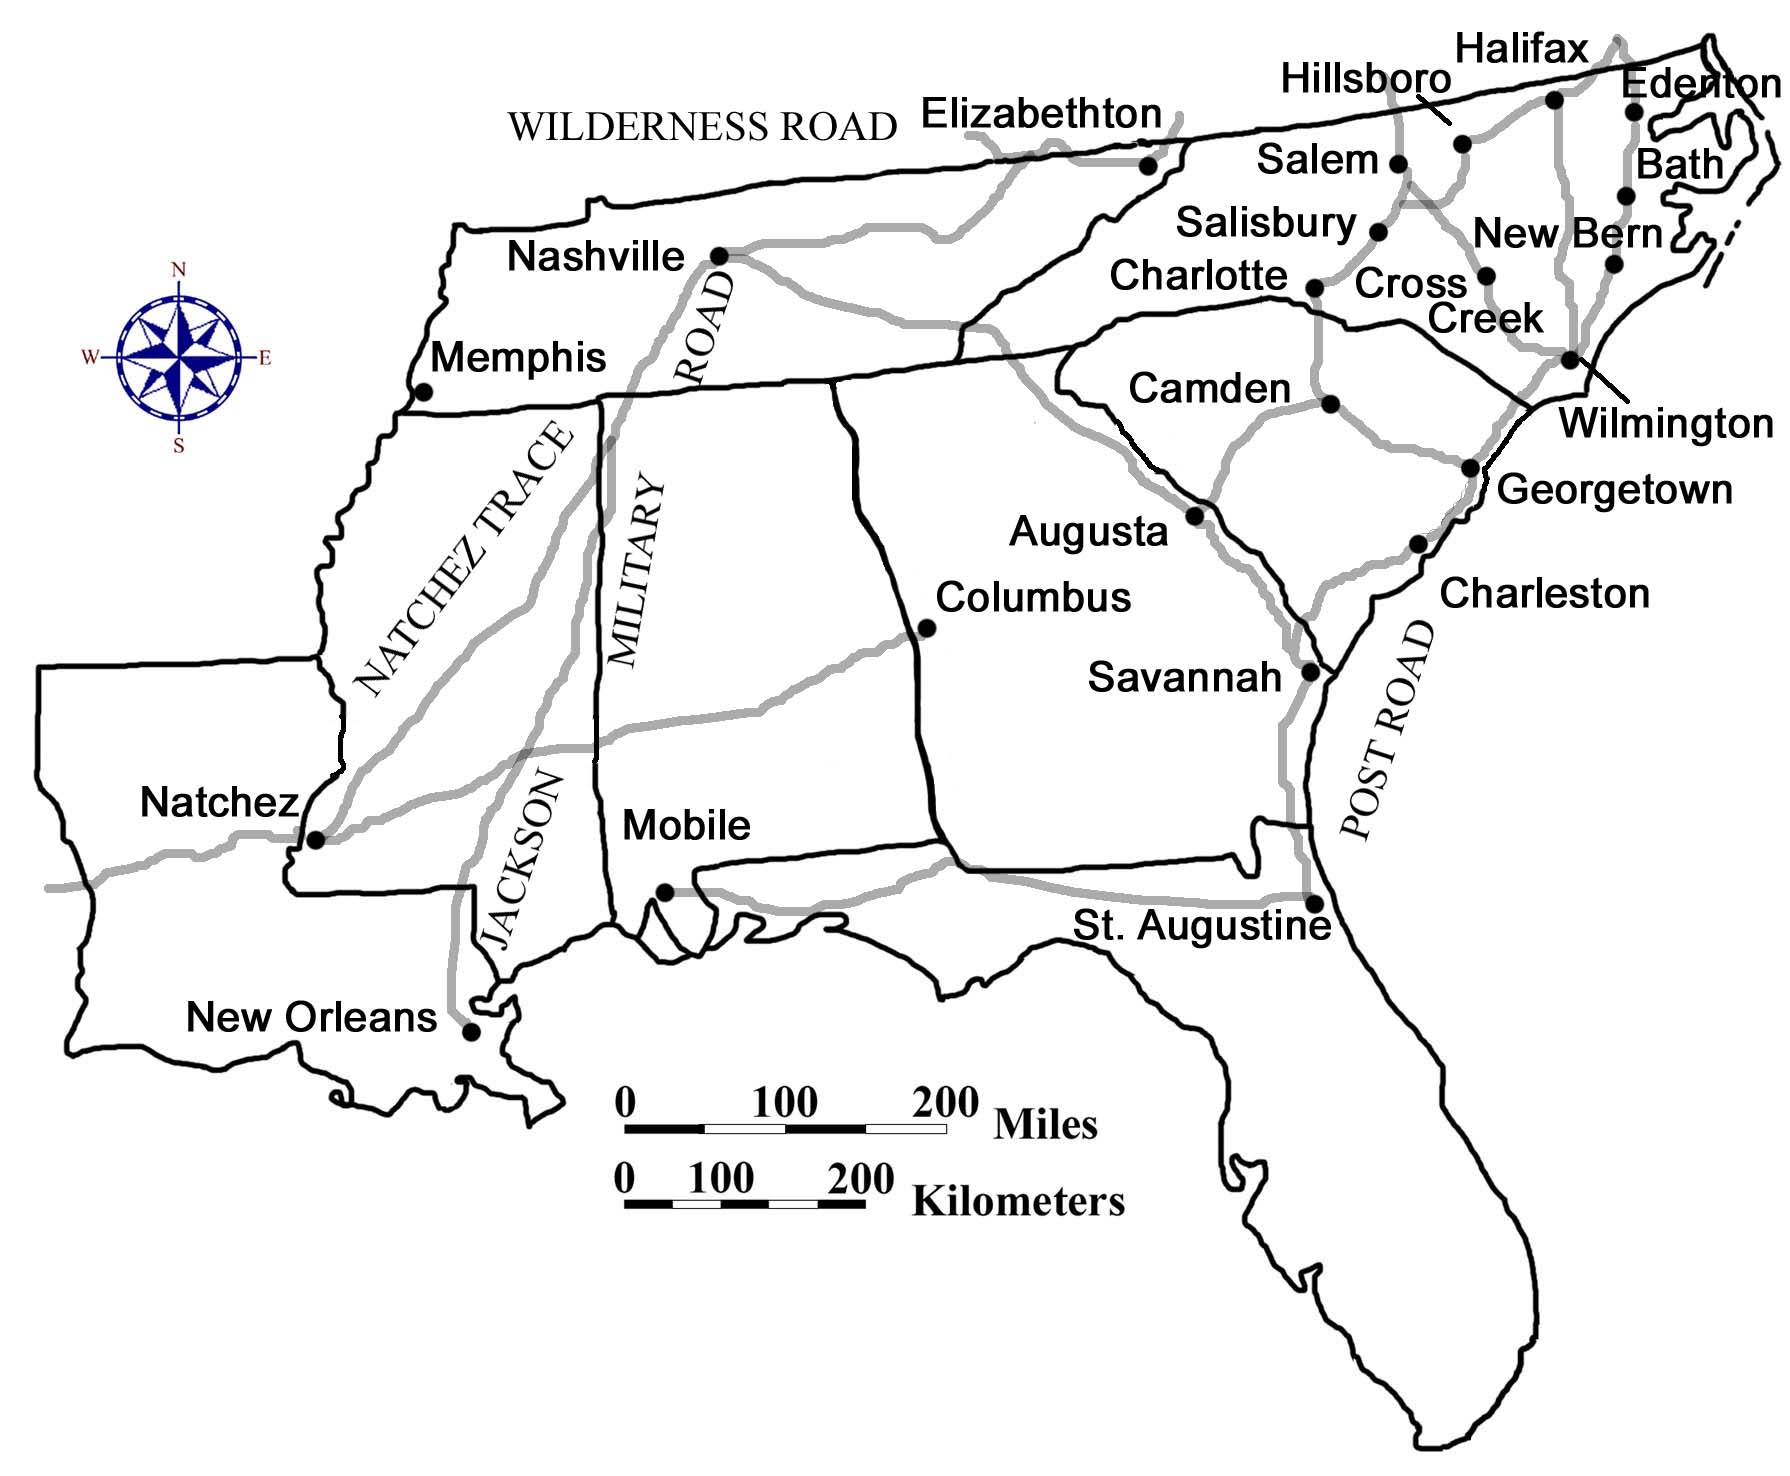 Halifax
Hillsboro
Edenton
WILDERNESS ROAD
Elizabethton
Salem
Bath
Salisbury
New Bern
Nashville
N
Charlotte
Cross
Creek
ROAD
W
E
Memphis
S
Camden
Wilmington
NATCHEZ TRACE
MILITARY
Georgetown
Augusta
Columbus
Charleston
Savannah
POST ROAD
Natchez
Mobile
JACKSON
St. Augustine
New Orleans
0 100 200 Miles
0 100 200 Kilometers